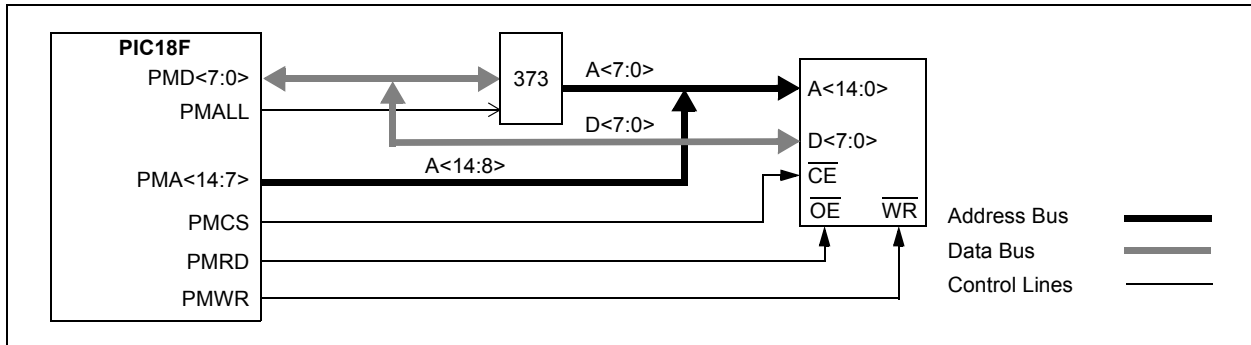 PIC18F
PMD<7:0>
PMALL
PMA<14:7>
PMCS
PMRD
PMWR
373
A<7:0>
D<7:0>
A<14:8>
A<14:0>
D<7:0>
CE
OE WR
Address Bus
Data Bus
Control Lines